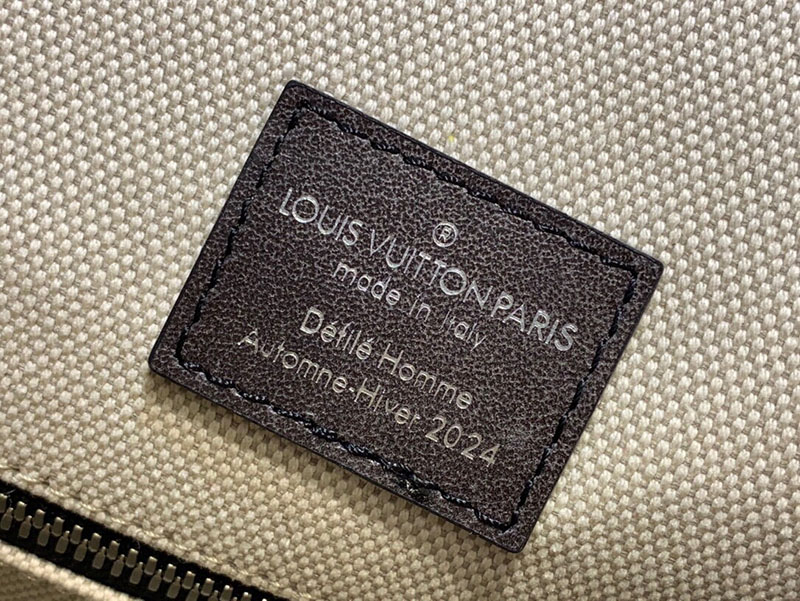 ®
LOUIS VUITTON PARIS
made in italy
Défilé Homme
Automne-Hiver 2024